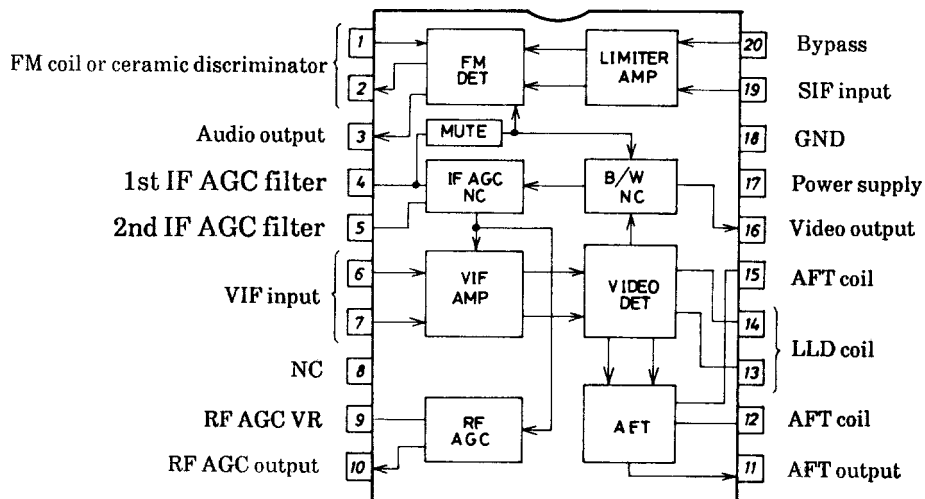 FM coil or ceramic discriminator
Audio output
1st IF AGC filter
2nd IF AGC filter
VIF input
NC
RF AGC VR
RF AGC output
1
2
3
4
5
6
7
8
9
10
FM
DET
LIMITER
AMP
MUTE
IF AGC
NC
B/W
NC
VIF
AMP
VIDEO
DET
RF
AGC
AFT
20
19
18
17
16
15
14
13
12
11
Bypass
SIF input
GND
Power supply
Video output
AFT coil
LLD coil
AFT coil
AFT output